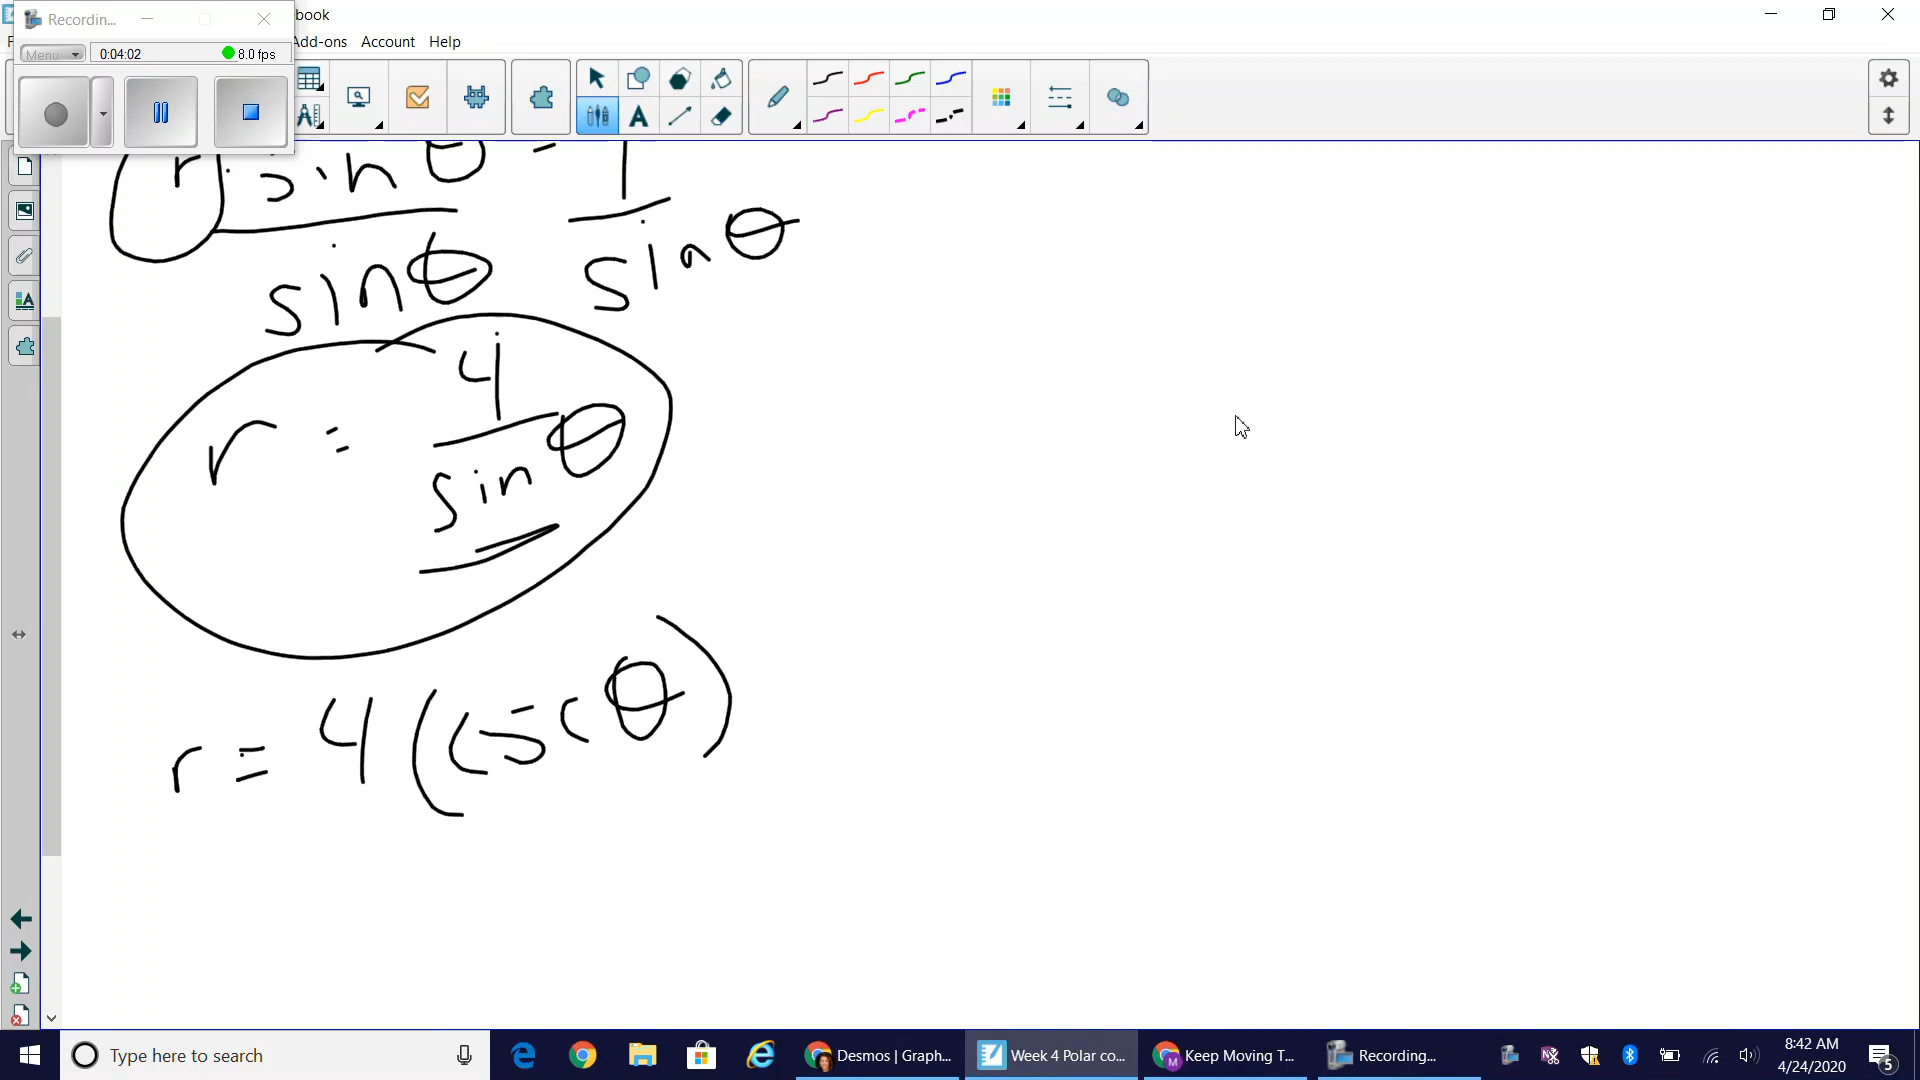 Recordin...
book
Add-ons Account Help
Menu 0:04:02 8.0 fps
r sin θ =
sin θ sin θ
r = 4
sin θ
r = 4 (csc θ)
Type here to search
Desmos | Graph...
Week 4 Polar co...
Keep Moving T...
Recording...
8:42 AM
4/24/2020
5